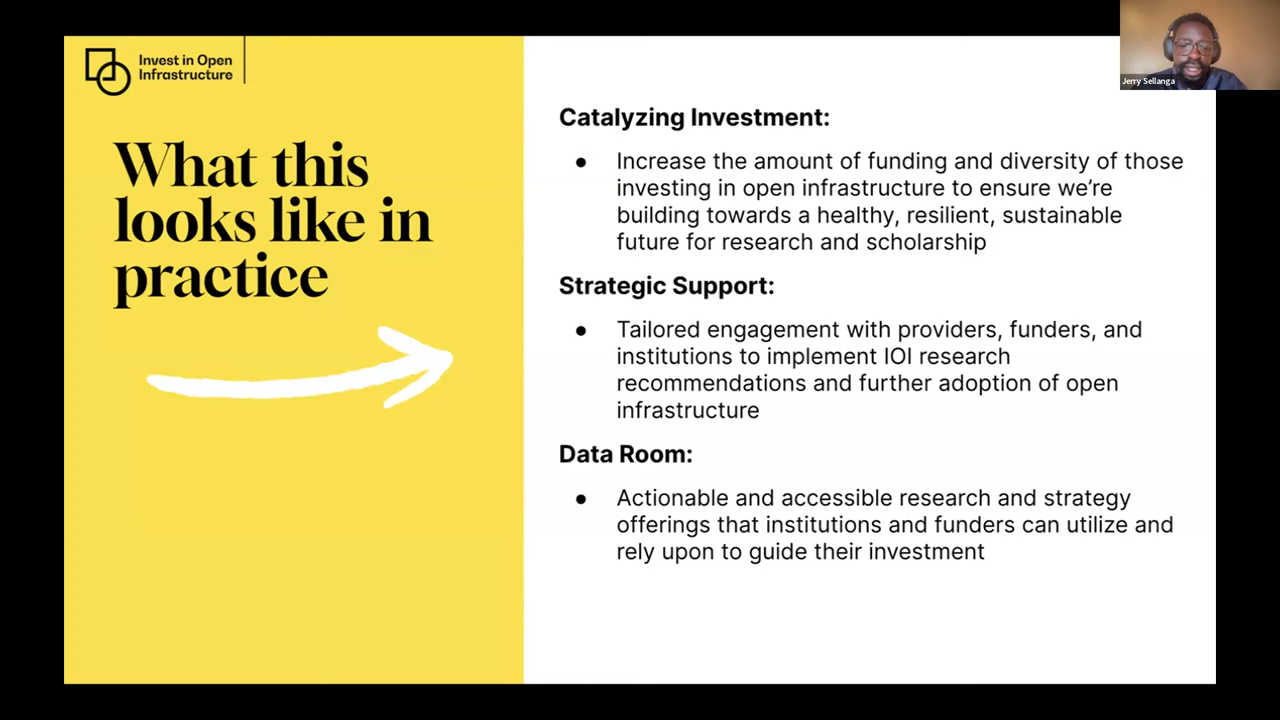 Invest in Open
Infrastructure
What this
looks like in
practice
Catalyzing Investment:
● Increase the amount of funding and diversity of those
investing in open infrastructure to ensure we’re
building towards a healthy, resilient, sustainable
future for research and scholarship
Strategic Support:
● Tailored engagement with providers, funders, and
institutions to implement IOI research
recommendations and further adoption of open
infrastructure
Data Room:
● Actionable and accessible research and strategy
offerings that institutions and funders can utilize and
rely upon to guide their investment
Jerry Sellanga